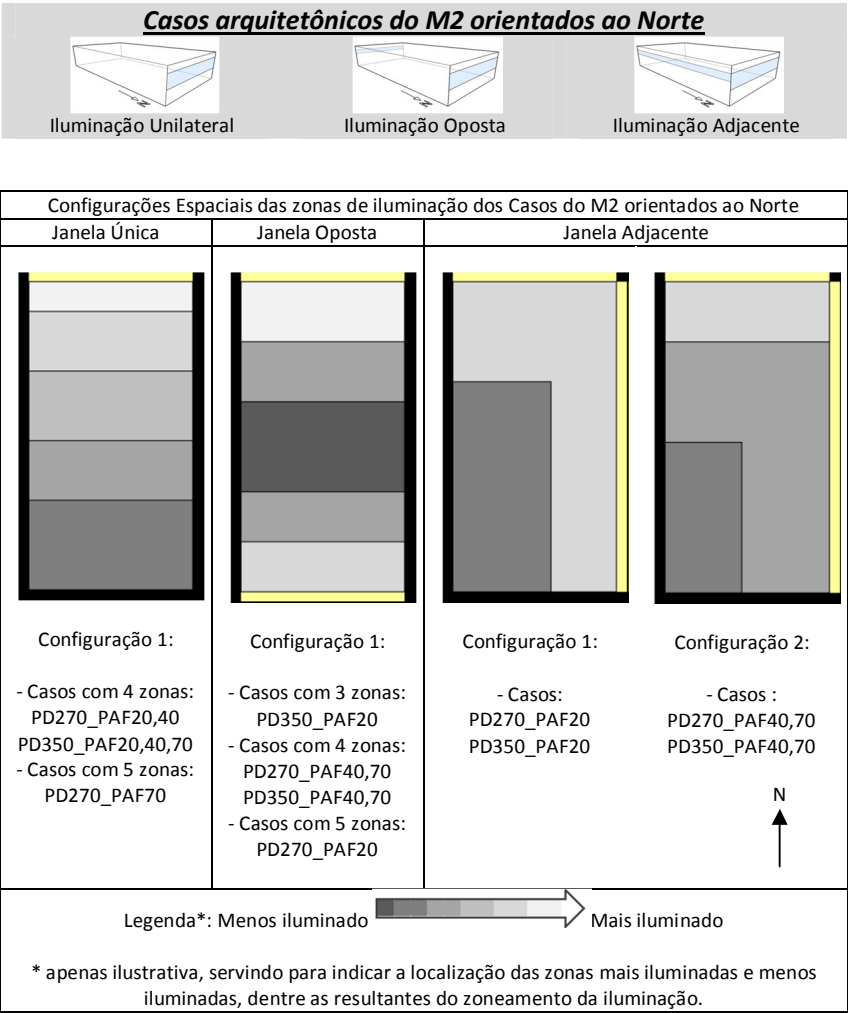 Casos arquitetônicos do M2 orientados ao Norte
N
N
N
Iluminação Unilateral
Iluminação Oposta
Iluminação Adjacente
Configurações Espaciais das zonas de iluminação dos Casos do M2 orientados ao Norte
Janela Única
Janela Oposta
Janela Adjacente
Configuração 1:
- Casos com 4 zonas:
PD270_PAF20,40
PD350_PAF20,40,70
- Casos com 5 zonas:
PD270_PAF70
Configuração 1:
- Casos com 3 zonas:
PD350_PAF20
- Casos com 4 zonas:
PD270_PAF40,70
PD350_PAF40,70
- Casos com 5 zonas:
PD270_PAF20
Configuração 1:
- Casos:
PD270_PAF20
PD350_PAF20
Configuração 2:
- Casos :
PD270_PAF40,70
PD350_PAF40,70
N
Legenda*: Menos iluminado
Mais iluminado
* apenas ilustrativa, servindo para indicar a localização das zonas mais iluminadas e menos
iluminadas, dentre as resultantes do zoneamento da iluminação.